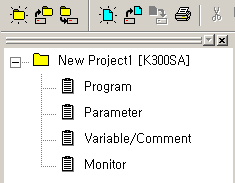 New Project1 [K300SA]
Program
Parameter
Variable/Comment
Monitor